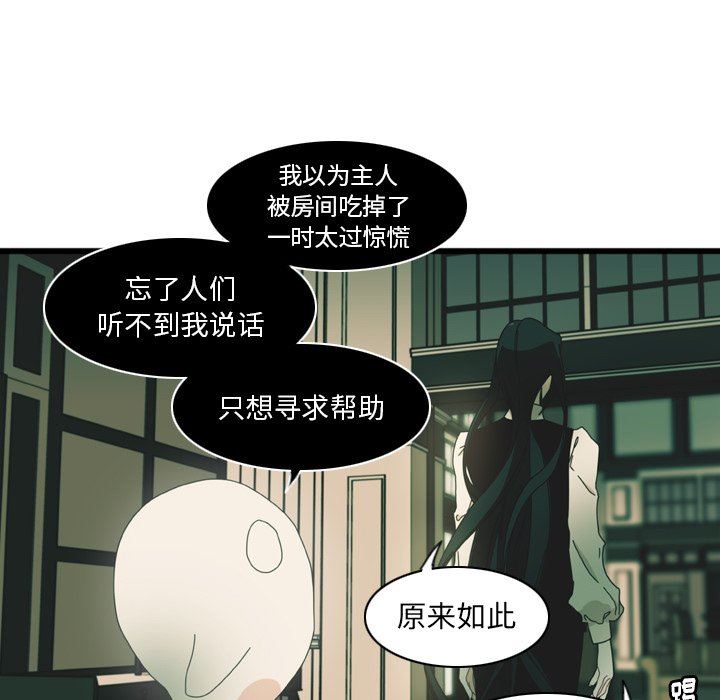 我以为主人
被房间吃掉了
一时太过惊慌
忘了人们
听不到我说话
只想寻求帮助
原来如此